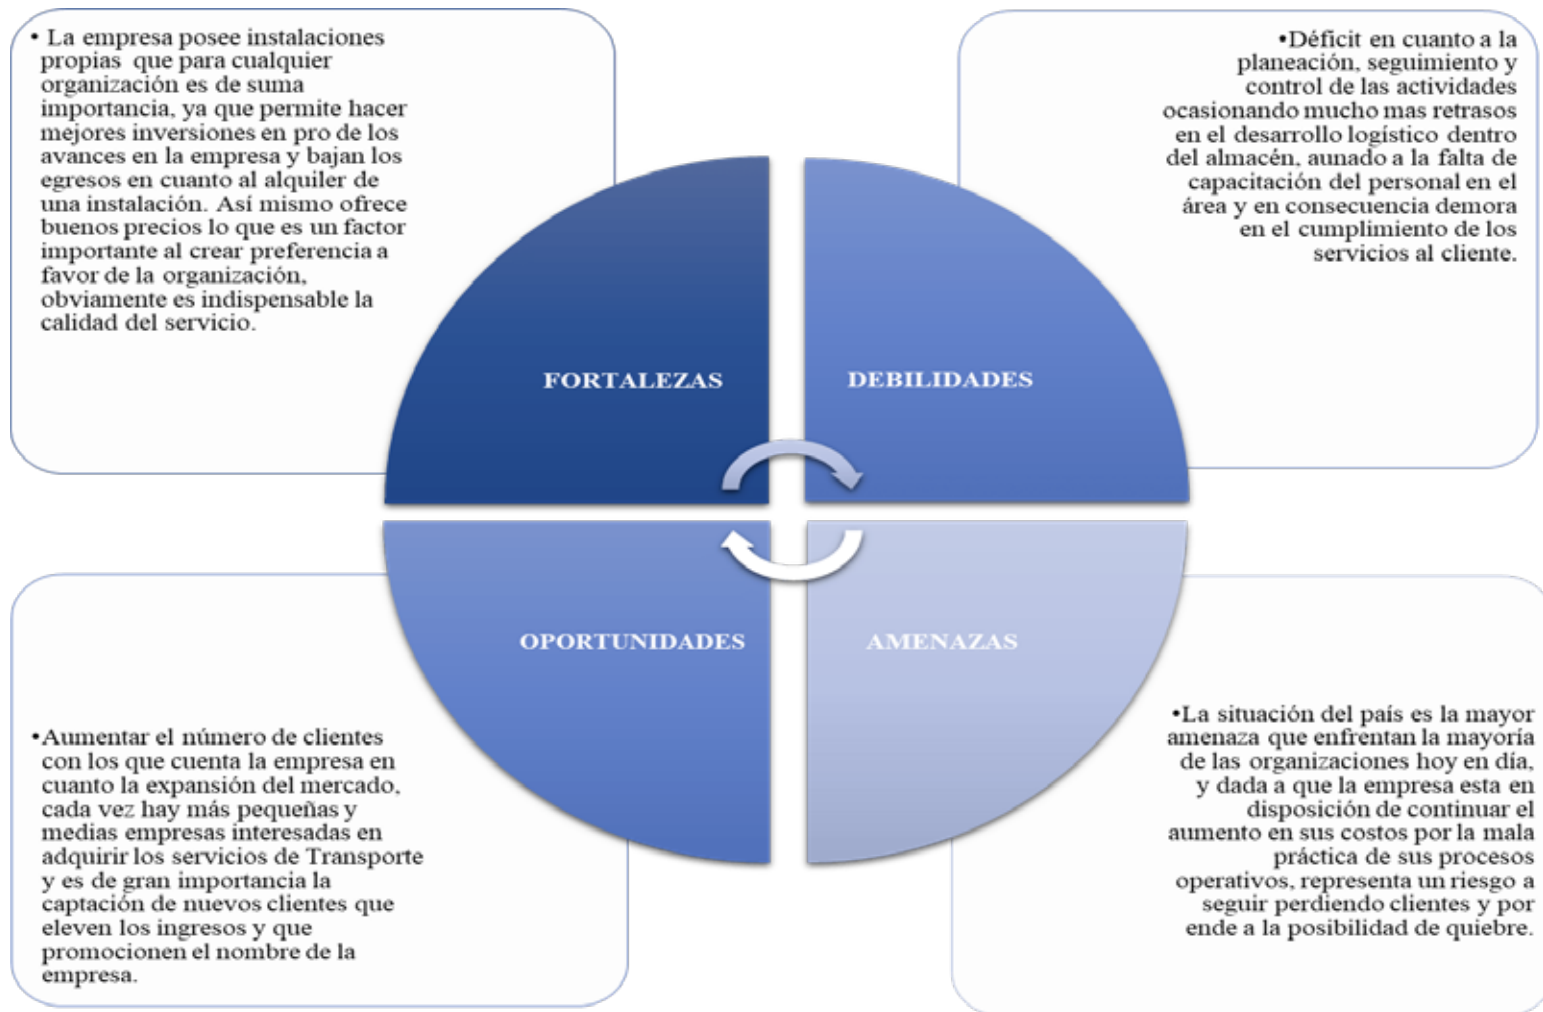 • La empresa posee instalaciones
propias que para cualquier
organización es de suma
importancia, ya que permite hacer
mejores inversiones en pro de los
avances en la empresa y bajan los
egresos en cuanto al alquiler de
una instalación. Así mismo ofrece
buenos precios lo que es un factor
importante al crear preferencia a
favor de la organización,
obviamente es indispensable la
calidad del servicio.
•Déficit en cuanto a la
planeación, seguimiento y
control de las actividades
ocasionando mucho mas retrasos
en el desarrollo logístico dentro
del almacén, aunado a la falta de
capacitación del personal en el
área y en consecuencia demora
en el cumplimiento de los
servicios al cliente.
FORTALEZAS
DEBILIDADES
OPORTUNIDADES
AMENAZAS
•Aumentar el número de clientes
con los que cuenta la empresa en
cuanto la expansión del mercado,
cada vez hay más pequeñas y
medias empresas interesadas en
adquirir los servicios de Transporte
y es de gran importancia la
captación de nuevos clientes que
eleven los ingresos y que
promocionen el nombre de la
empresa.
•La situación del país es la mayor
amenaza que enfrentan la mayoría
de las organizaciones hoy en día,
y dada a que la empresa esta en
disposición de continuar el
aumento en sus costos por la mala
práctica de sus procesos
operativos, representa un riesgo a
seguir perdiendo clientes y por
ende a la posibilidad de quiebre.